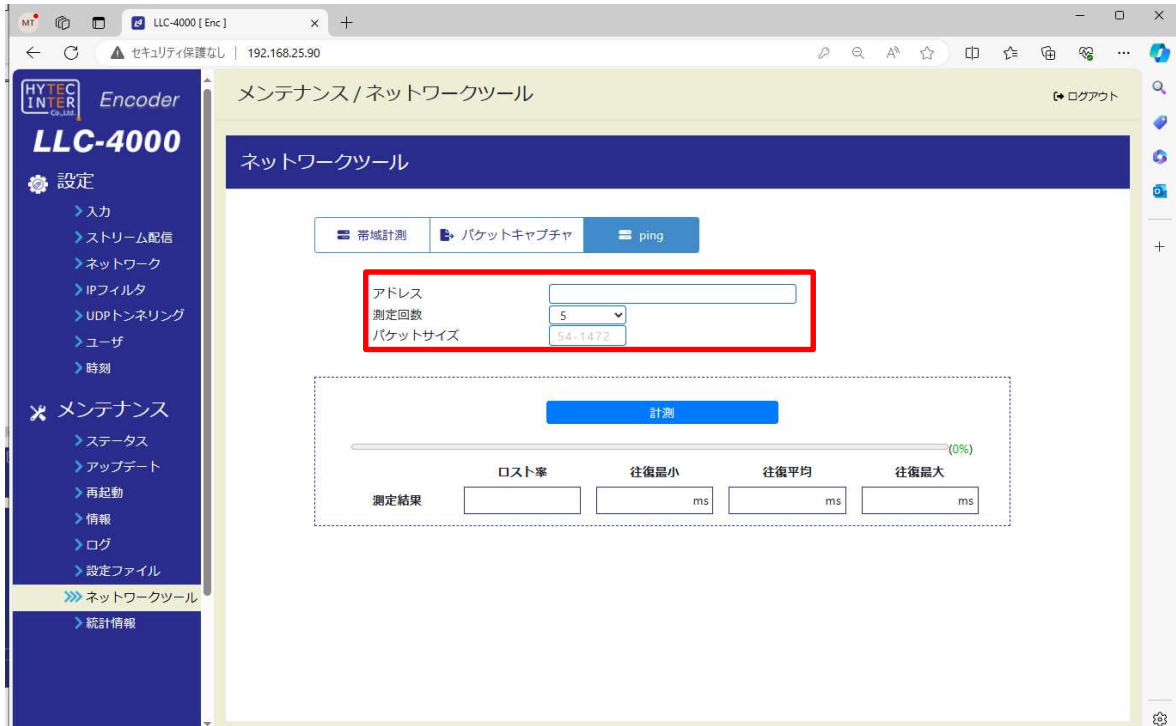 MT
LLC-4000 [ Enc ]
セキュリティ保護なし | 192.168.25.90
HYTEC INTER Co.,Ltd.
Encoder
LLC-4000
設定
入力
ストリーム配信
ネットワーク
IPフィルタ
UDPトンネリング
ユーザ
時刻
メンテナンス
ステータス
アップデート
再起動
情報
ログ
設定ファイル
ネットワークツール
統計情報
メンテナンス / ネットワークツール
ログアウト
ネットワークツール
帯域計測 パケットキャプチャ ping
アドレス
測定回数 5
パケットサイズ 54-1472
計測
(0%)
ロスト率 往復最小 往復平均 往復最大
測定結果 ms ms ms